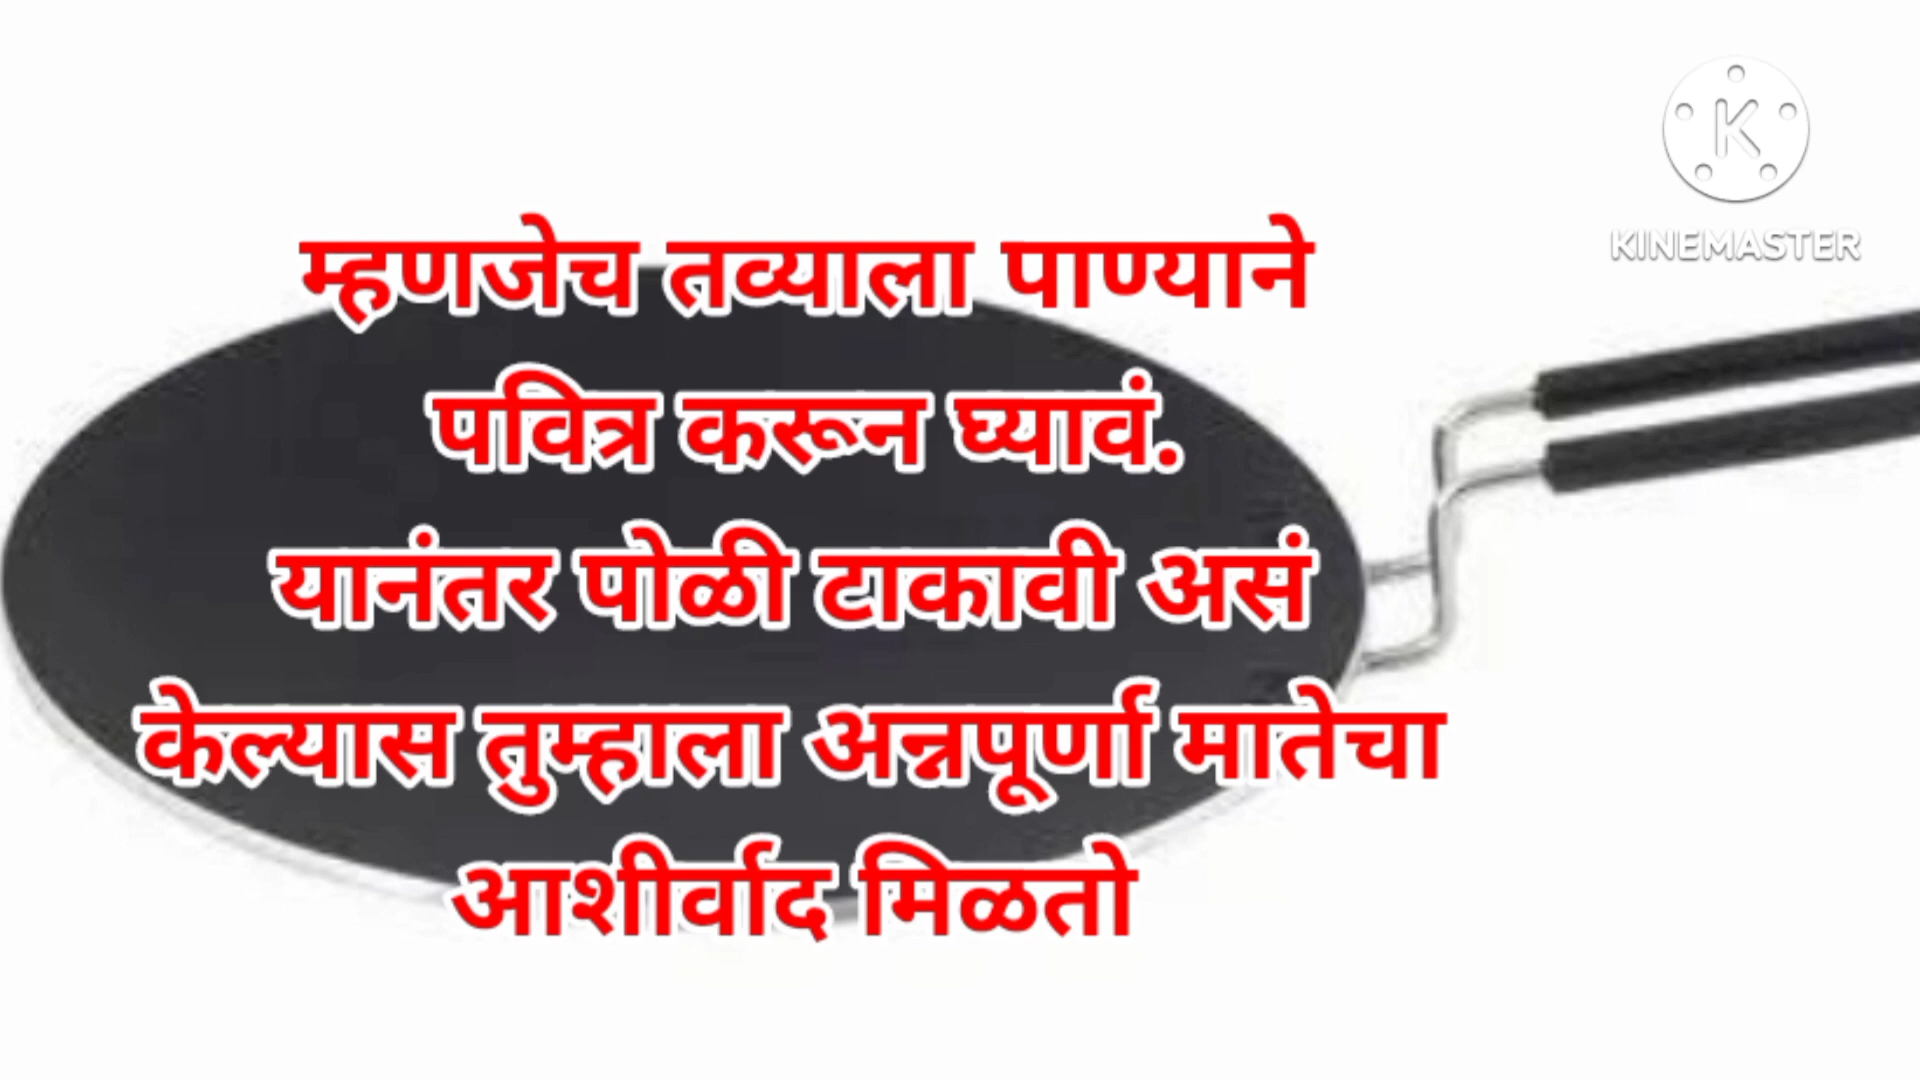 K
KINEMASTER
म्हणजेच तव्याला पाण्याने
पवित्र करून घ्यावं.
यानंतर पोळी टाकावी असं
केल्यास तुम्हाला अन्नपूर्णा मातेचा
आशीर्वाद मिळतो